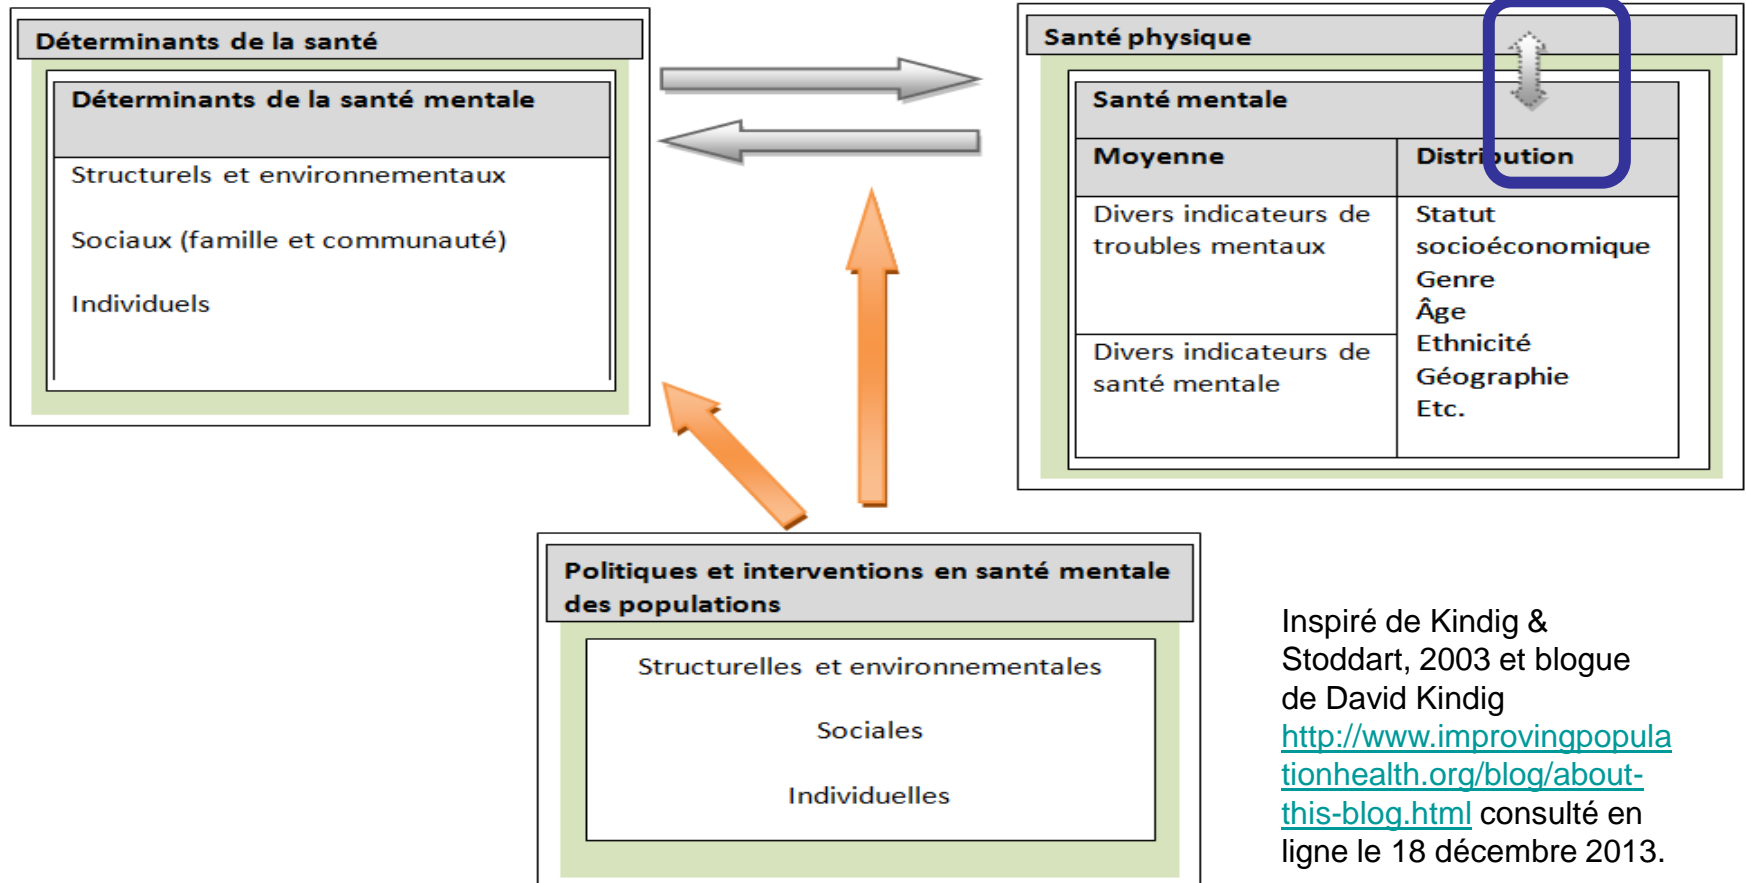 Déterminants de la santé
Déterminants de la santé mentale
Structurels et environnementaux
Sociaux (famille et communauté)
Individuels
Santé physique
Santé mentale
Moyenne
Distribution
Divers indicateurs de
troubles mentaux
Divers indicateurs de
santé mentale
Statut
socioéconomique
Genre
Âge
Ethnicité
Géographie
Etc.
Politiques et interventions en santé mentale
des populations
Structurelles et environnementales
Sociales
Individuelles
Inspiré de Kindig &
Stoddart, 2003 et blogue
de David Kindig
http://www.improvingpopula
tionhealth.org/blog/about-
this-blog.html consulté en
ligne le 18 décembre 2013.